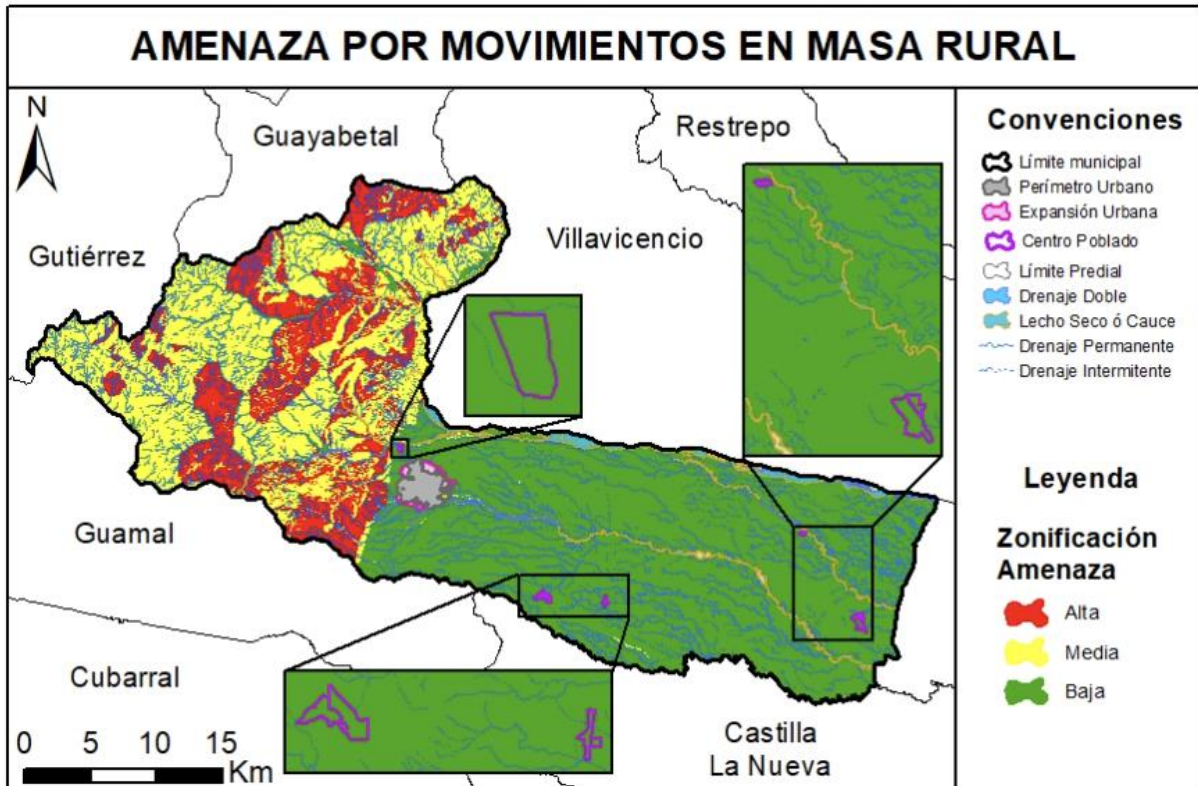 AMENAZA POR MOVIMIENTOS EN MASA RURAL
N
Guayabetal
Restrepo
Gutiérrez
Villavicencio
Guamal
Cubarral
Castilla
La Nueva
0 5 10 15
Km
Convenciones
Límite municipal
Perímetro Urbano
Expansión Urbana
Centro Poblado
Límite Predial
Drenaje Doble
Lecho Seco ó Cauce
Drenaje Permanente
Drenaje Intermitente
Leyenda
Zonificación
Amenaza
Alta
Media
Baja